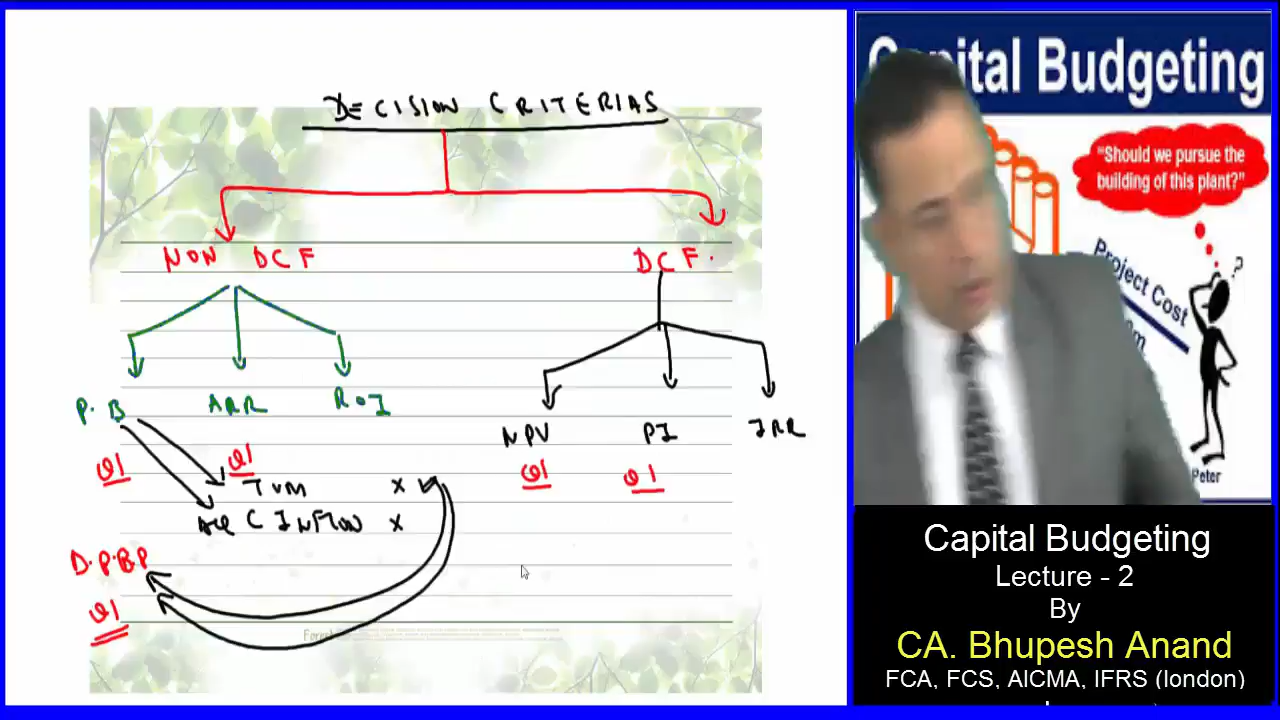 DECISION CRITERIAS
NON DCF
DCF.
P.B
ARR
ROI
NPV
PI
IRR
Q1
Q1
Q1
Q1
TVM X
All C INFLOW X
D.P.B.P
Q1
Capital Budgeting
"Should we pursue the
building of this plant?"
Project Cost
?
Peter
Capital Budgeting
Lecture - 2
By
CA. Bhupesh Anand
FCA, FCS, AICMA, IFRS (london)